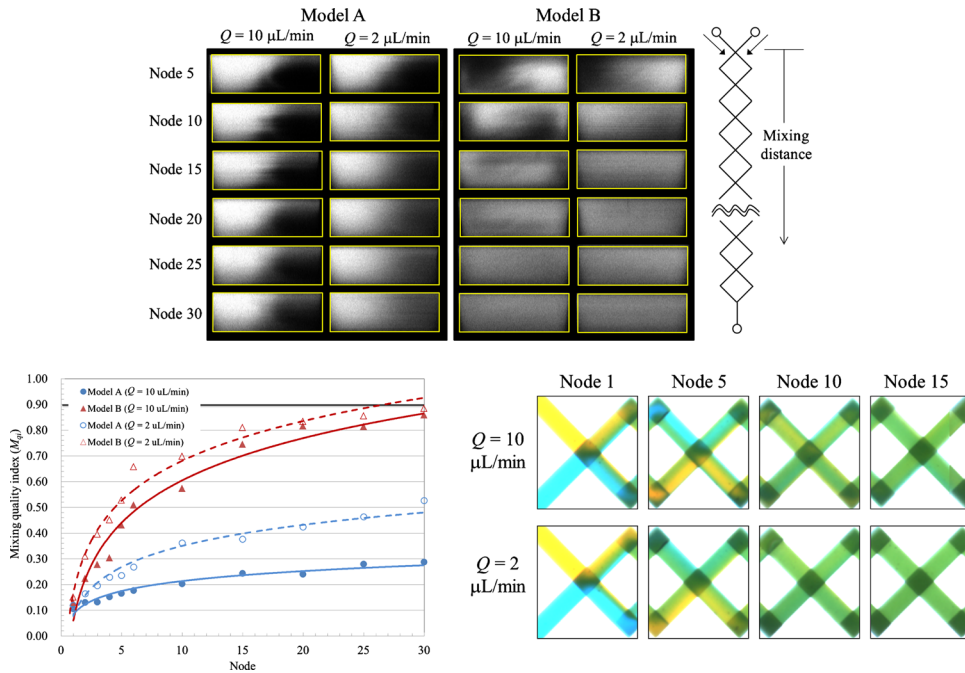 Model A Model B
Q = 10 μL/min Q = 2 μL/min Q = 10 μL/min Q = 2 μL/min
Node 5
Node 10
Node 15
Node 20
Node 25
Node 30
Mixing
distance
1.00
0.90
0.80
0.70
0.60
0.50
0.40
0.30
0.20
0.10
0.00
Mixing quality index (Mqi)
Model A (Q = 10 uL/min)
Model B (Q = 10 uL/min)
Model A (Q = 2 uL/min)
Model B (Q = 2 uL/min)
0 5 10 15 20 25 30
Node
Node 1 Node 5 Node 10 Node 15
Q = 10
μL/min
Q = 2
μL/min